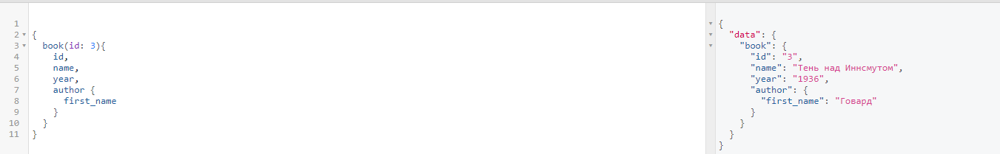 1
2 {
3 book(id: 3){
4 id,
5 name,
6 year,
7 author {
8 first_name
9 }
10 }
11 }
{
"data": {
"book": {
"id": "3",
"name": "Тень над Иннсмутом",
"year": "1936",
"author": {
"first_name": "Говард"
}
}
}
}